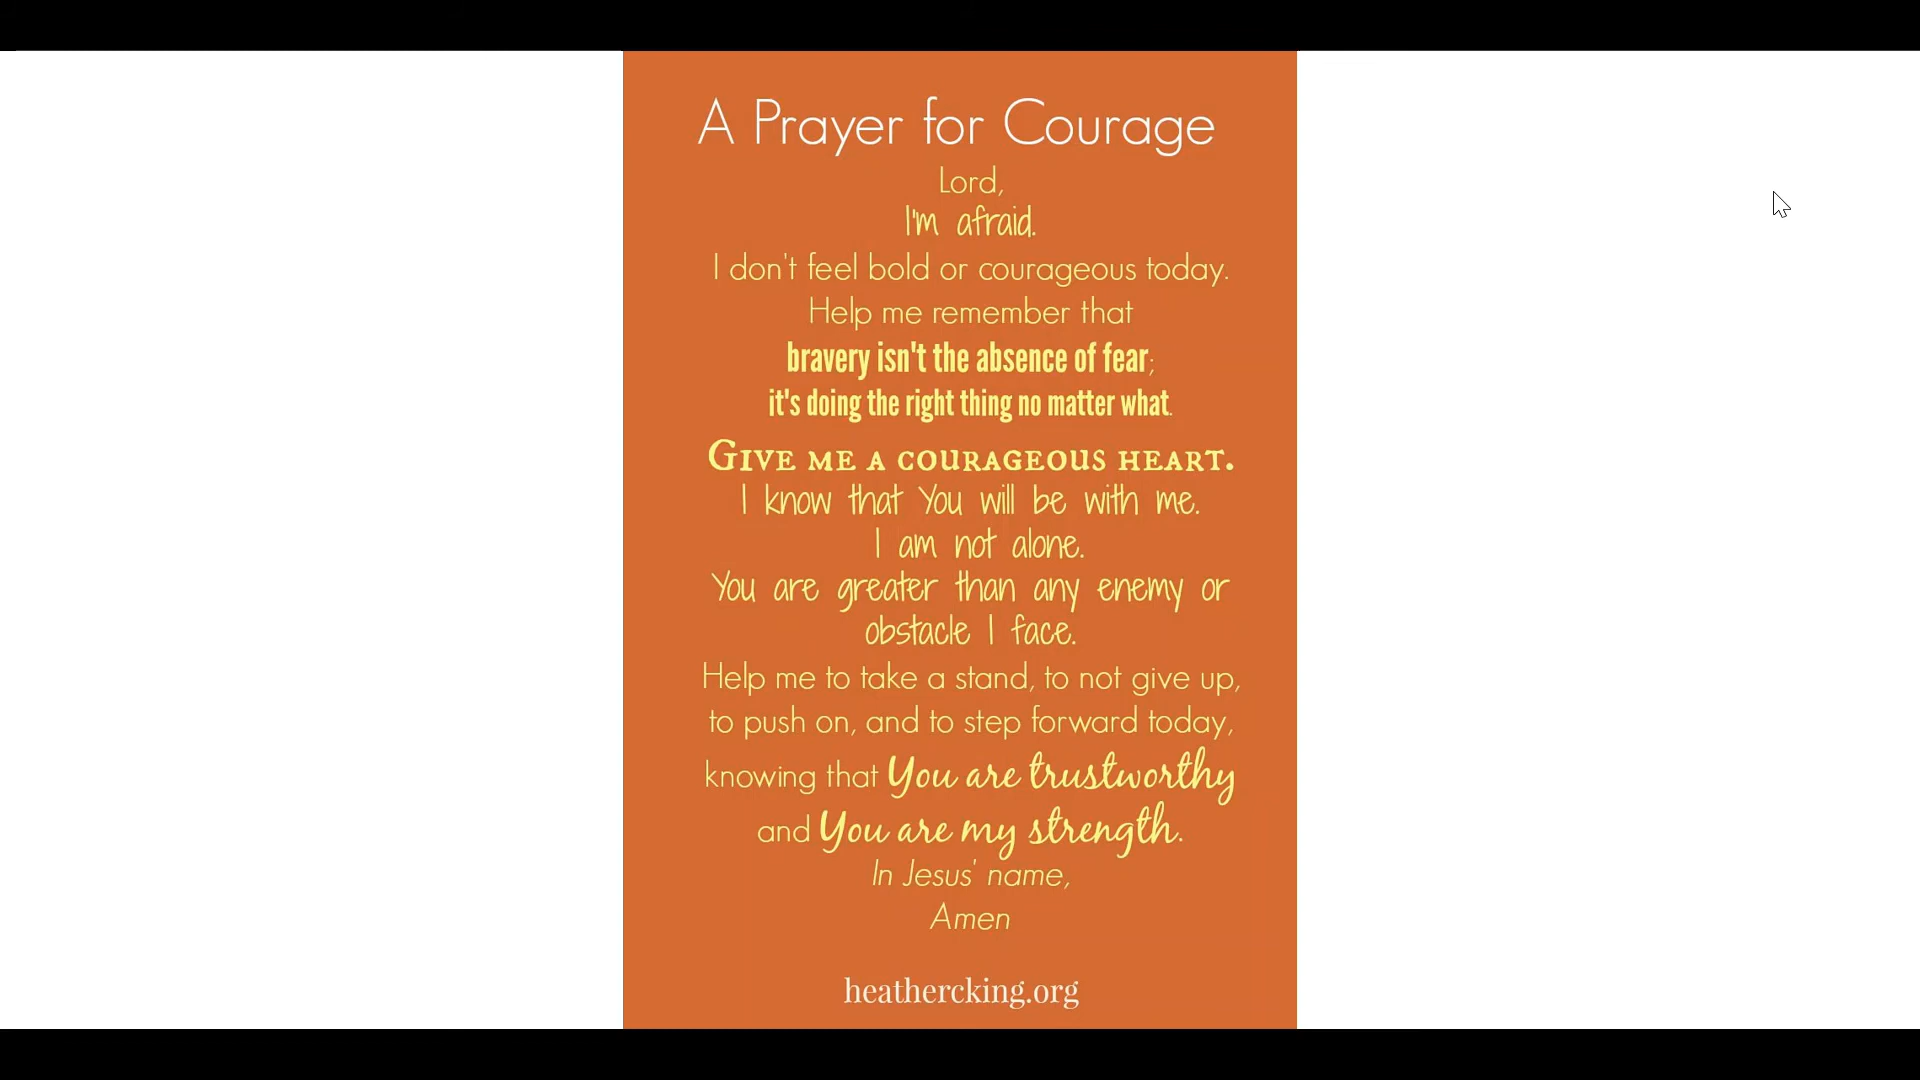 A Prayer for Courage
Lord,
I'm afraid.
I don't feel bold or courageous today.
Help me remember that
bravery isn't the absence of fear;
it's doing the right thing no matter what.
Give me a courageous heart.
I know that You will be with me.
I am not alone.
You are greater than any enemy or
obstacle I face.
Help me to take a stand, to not give up,
to push on, and to step forward today,
knowing that You are trustworthy
and You are my strength.
In Jesus' name,
Amen
heathercking.org